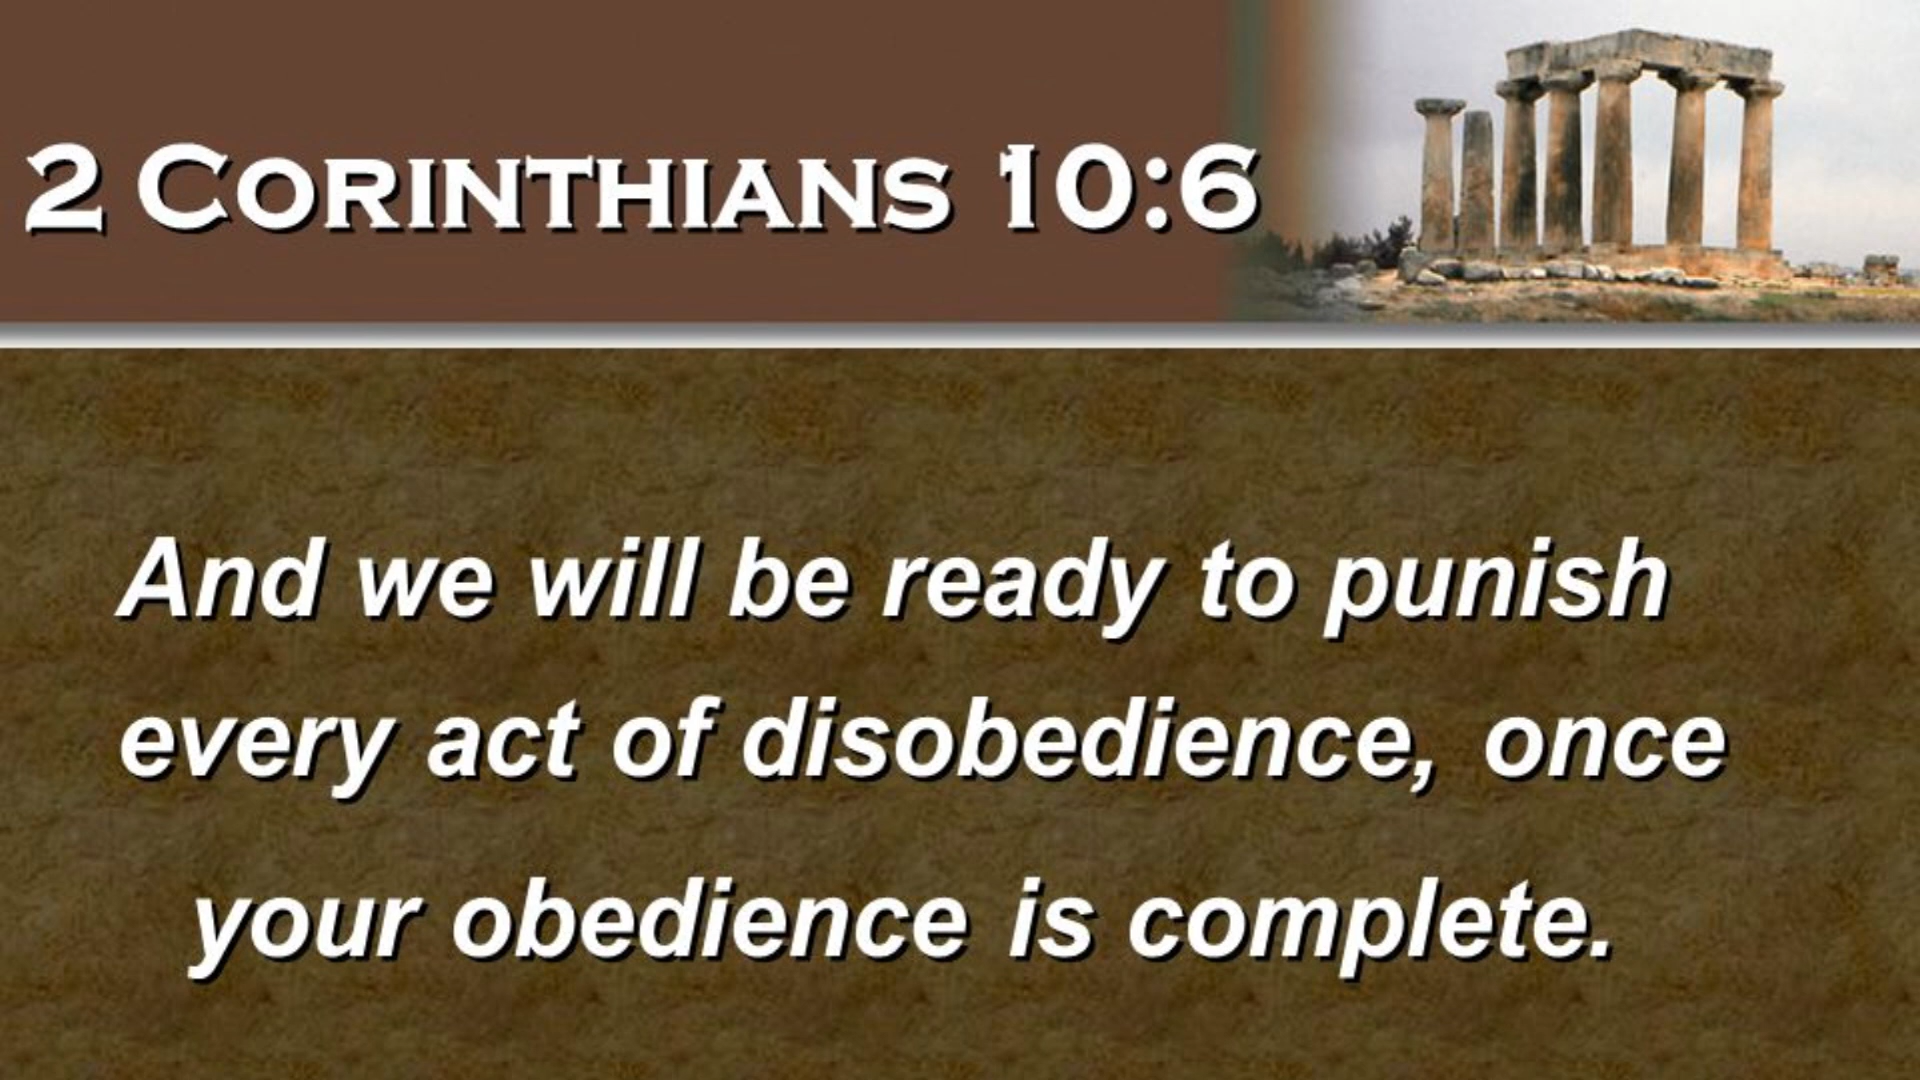 2 CORINTHIANS 10:6
And we will be ready to punish
every act of disobedience, once
your obedience is complete.